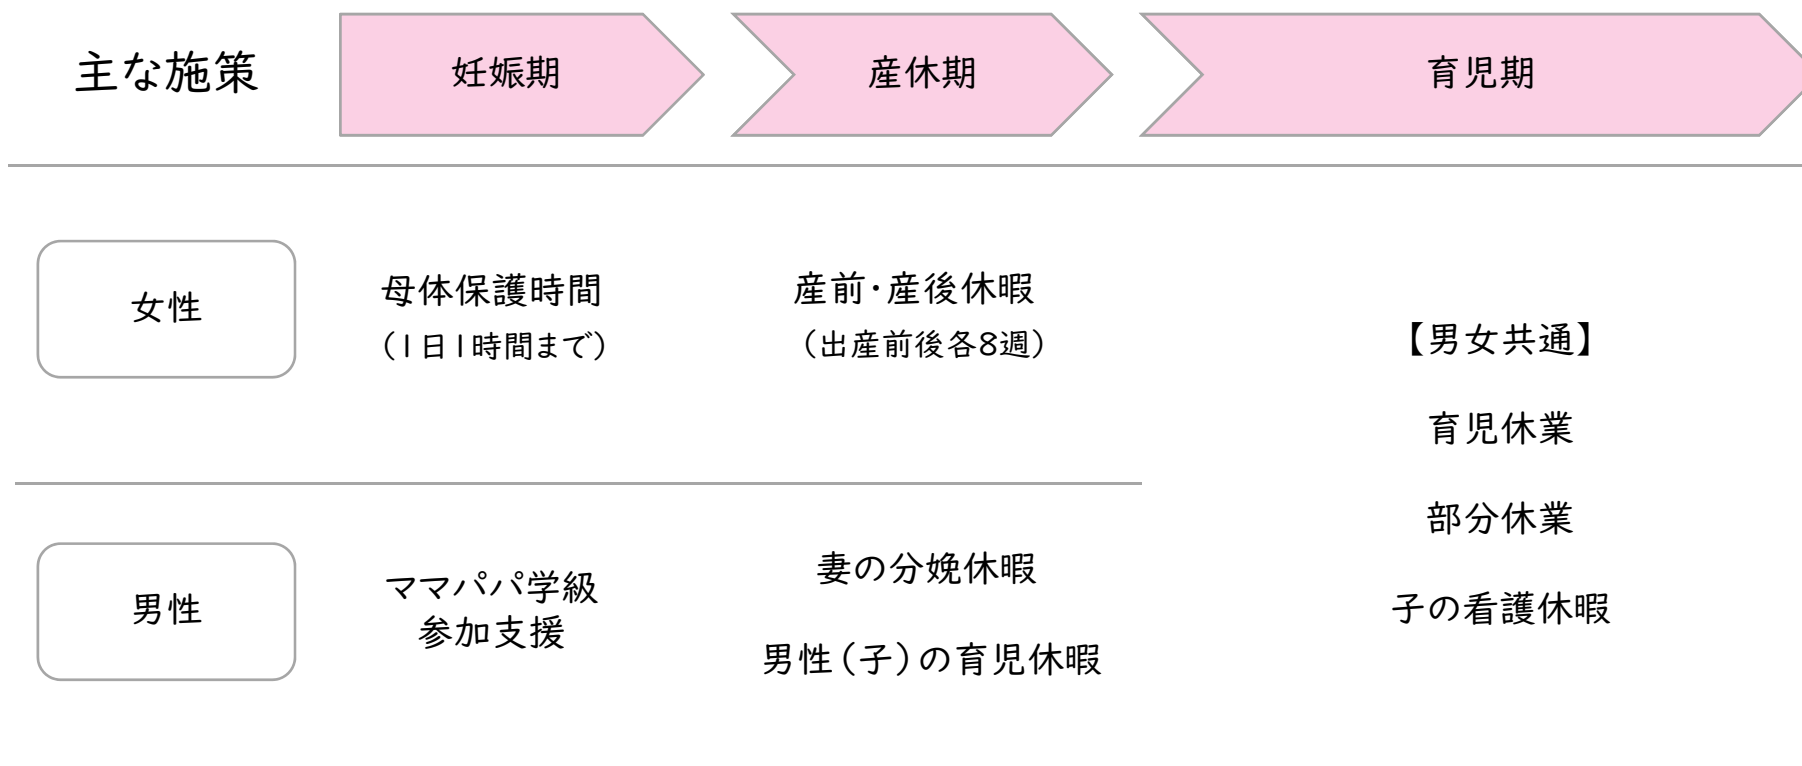 主な施策
妊娠期
産休期
育児期
女性
母体保護時間
（1日1時間まで）
産前・産後休暇
（出産前後各8週）
男性
ママパパ学級
参加支援
妻の分娩休暇
男性（子）の育児休暇
【男女共通】
育児休業
部分休業
子の看護休暇